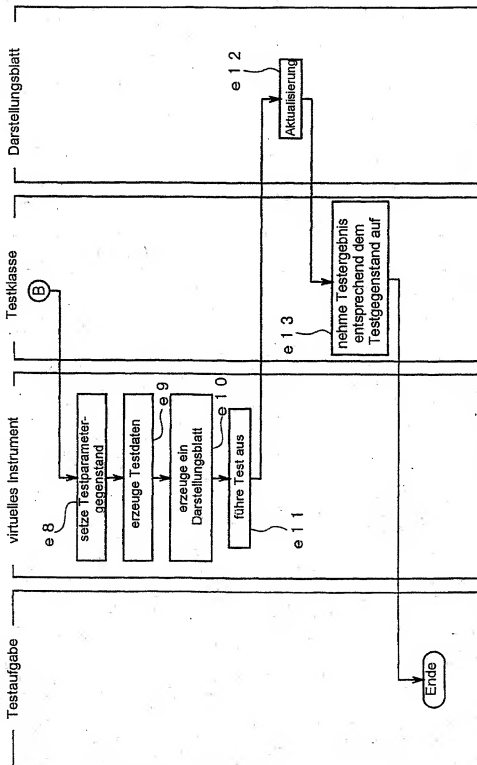 Testaufgabe
virtuelles Instrument
Testklasse
Darstellungsblatt
B
e 8
setze Testparameter-
gegenstand
erzeuge Testdaten
e 9
erzeuge ein
Darstellungsblatt
e 1 0
führe Test aus
e 1 1
Aktualisierung
e 1 2
nehme Testergebnis
entsprechend dem
Testgegenstand auf
e 1 3
Ende